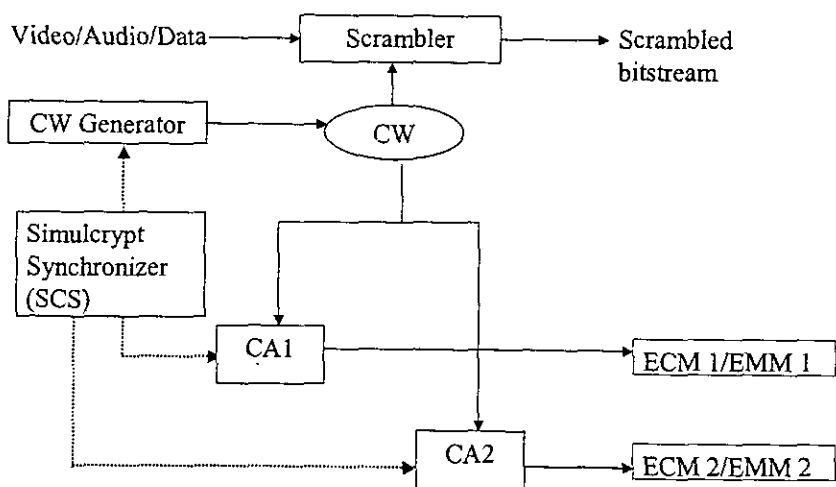 Video/Audio/Data
Scrambler
Scrambled
bitstream
CW Generator
CW
Simulcrypt
Synchronizer
(SCS)
CA1
ECM 1/EMM 1
CA2
ECM 2/EMM 2